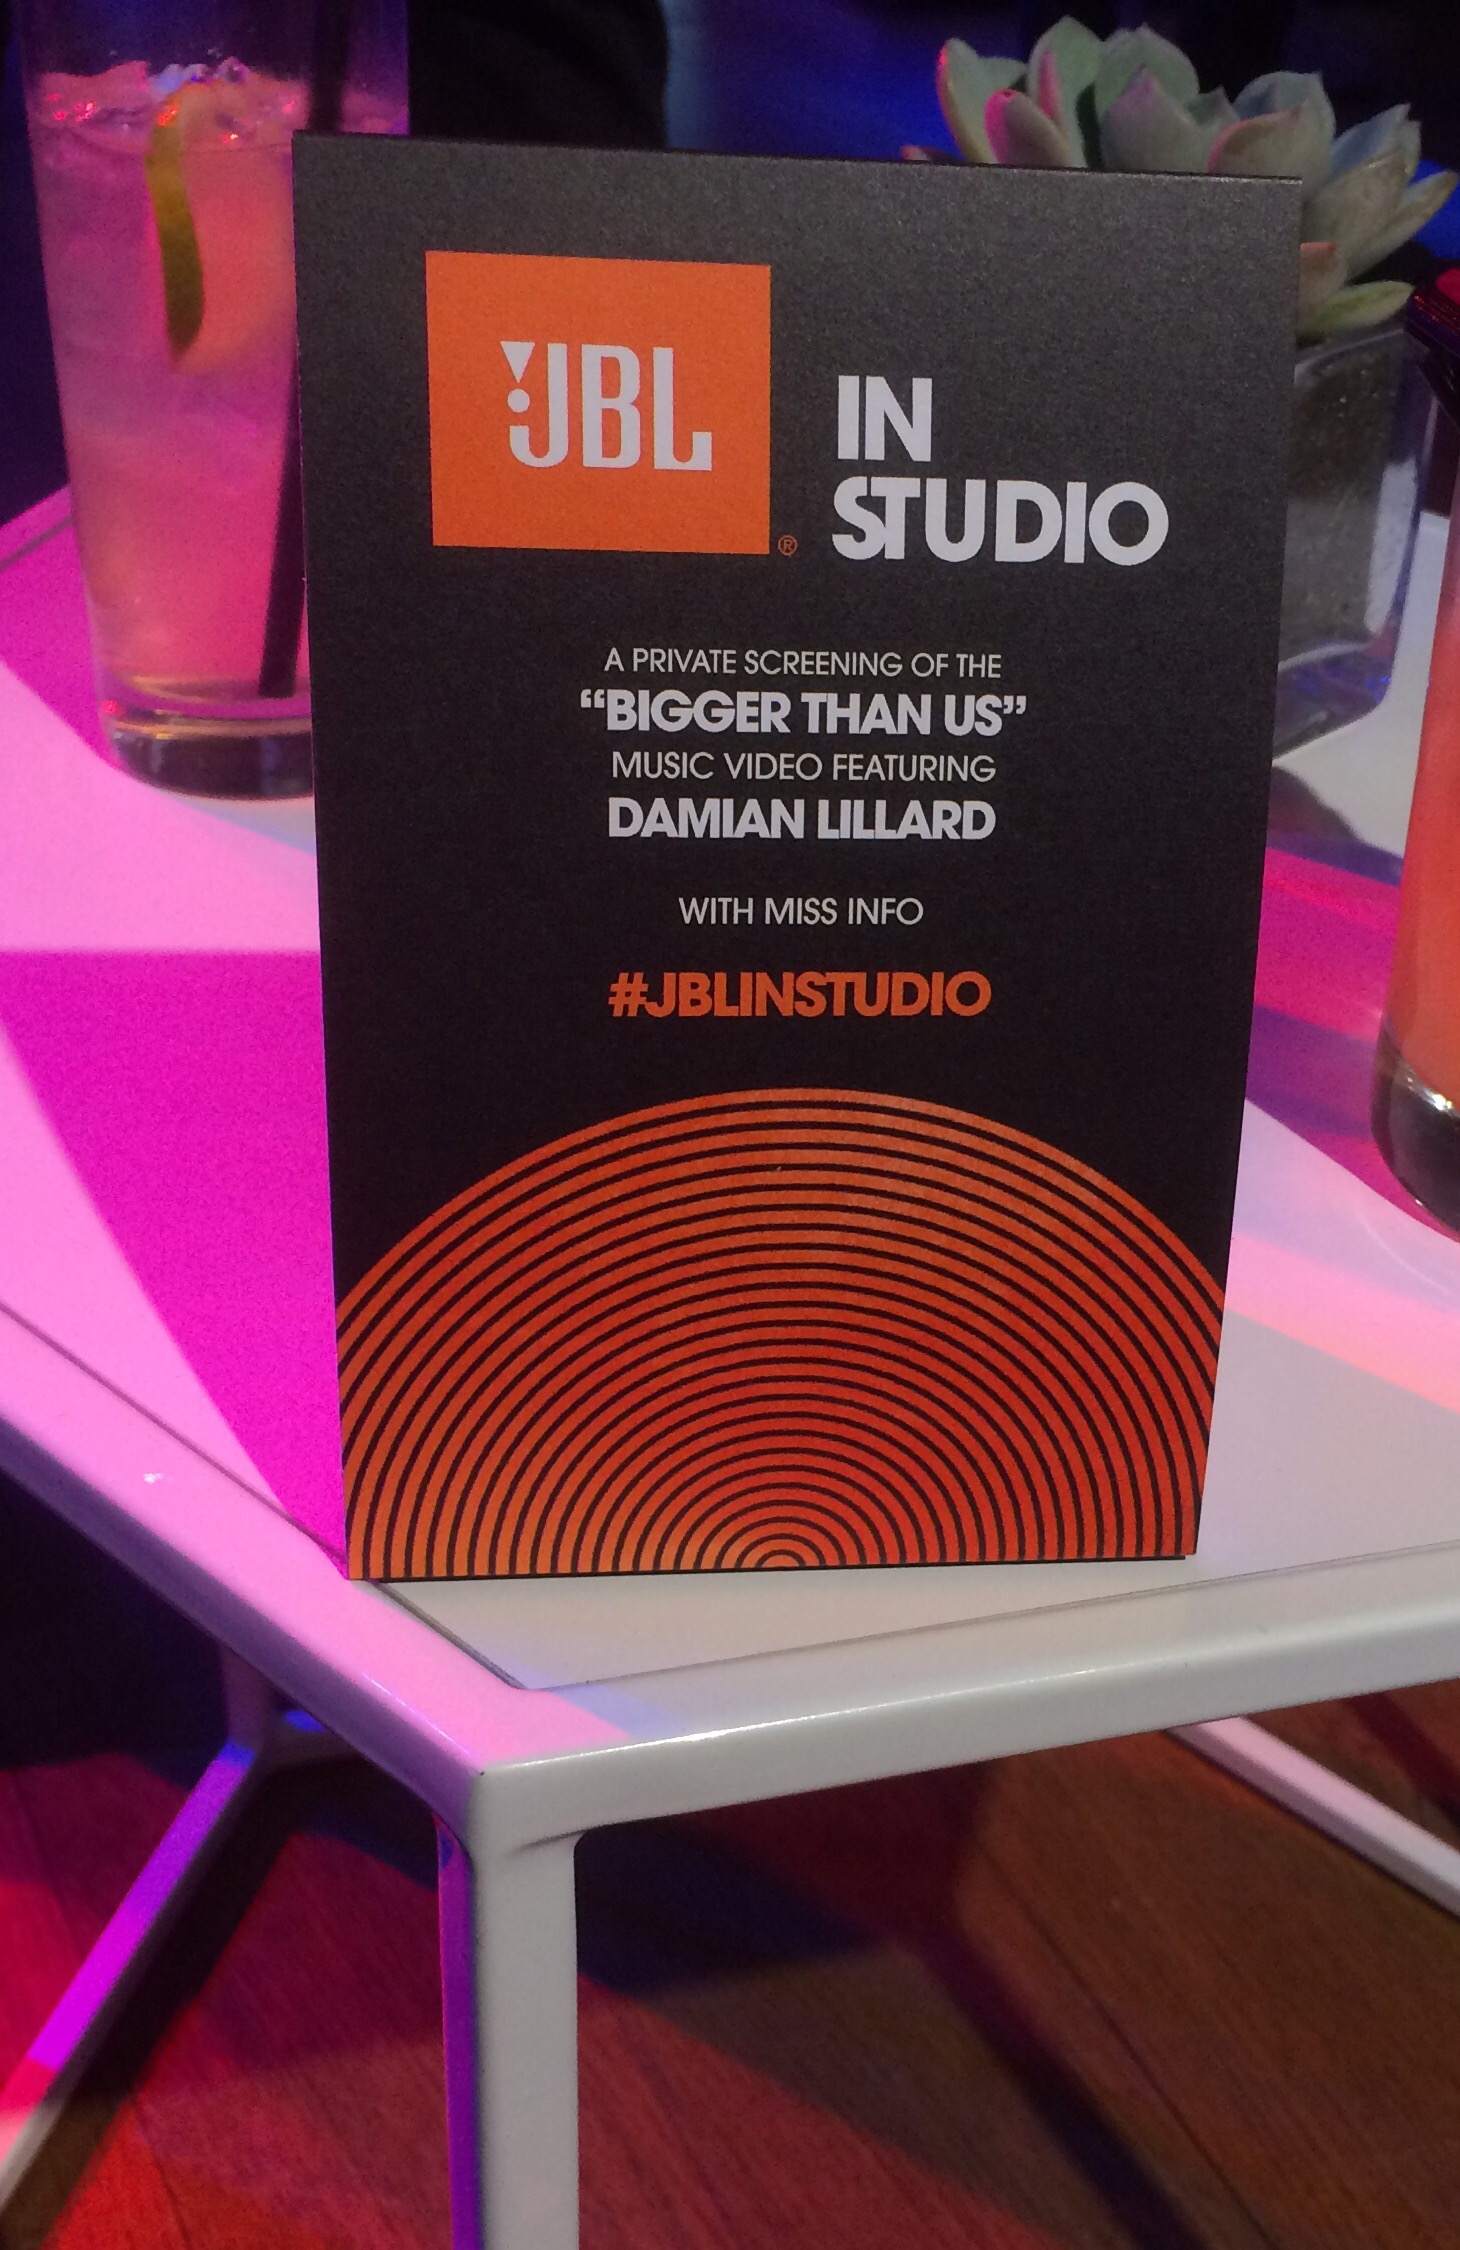 JBL
®
IN
STUDIO
A PRIVATE SCREENING OF THE
“BIGGER THAN US”
MUSIC VIDEO FEATURING
DAMIAN LILLARD
WITH MISS INFO
#JBLINSTUDIO